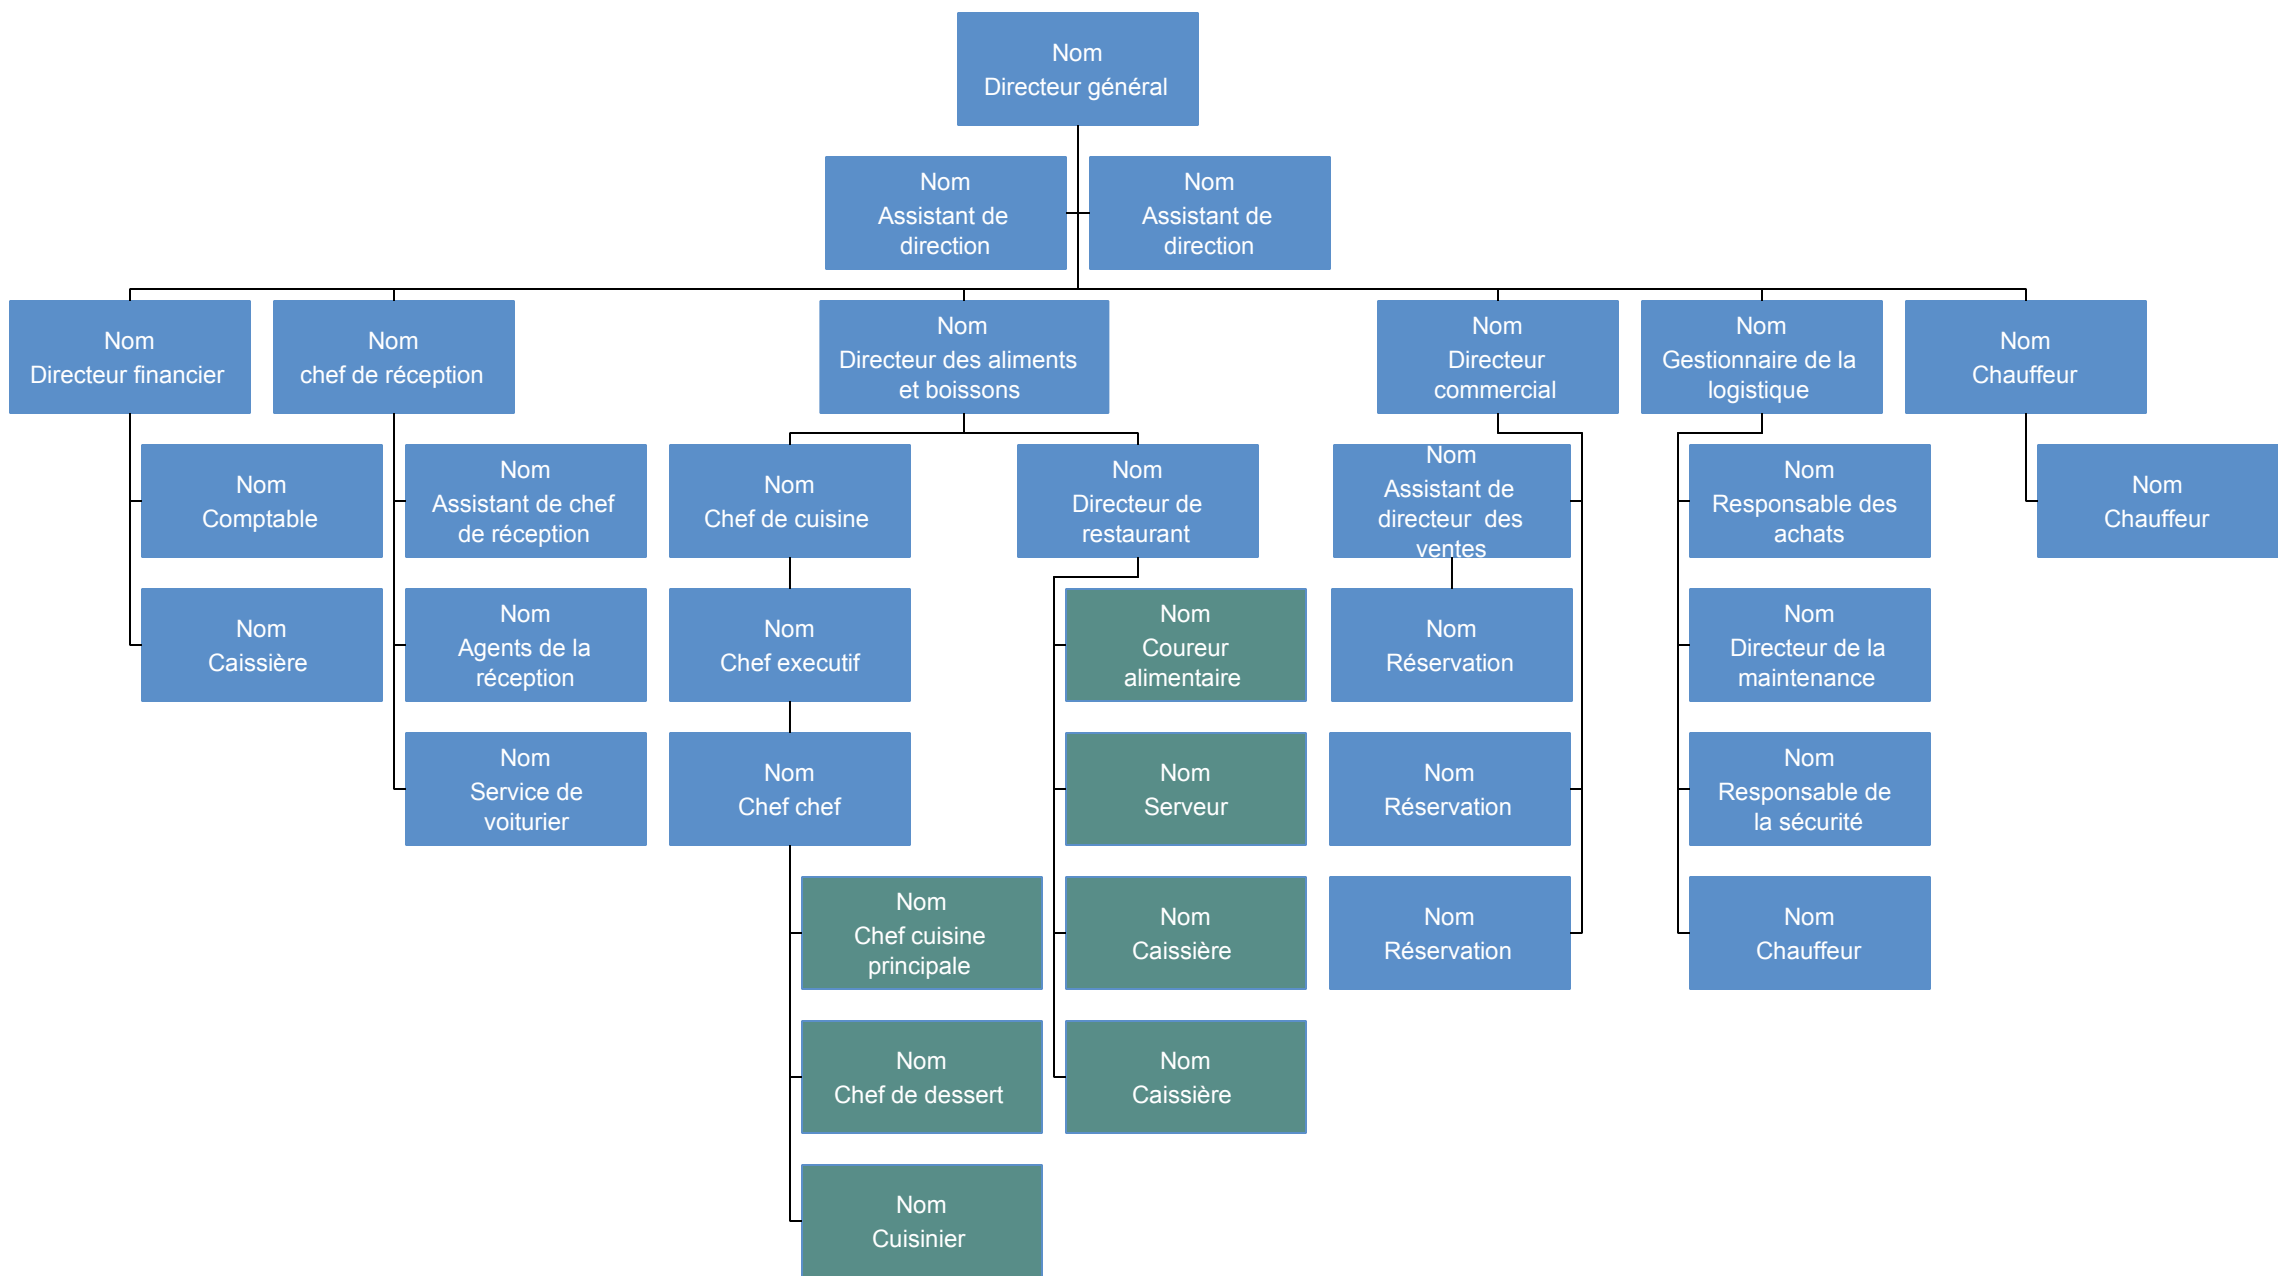 Nom
Directeur général
Nom
Assistant de
direction
Nom
Assistant de
direction
Nom
Directeur financier
Nom
chef de réception
Nom
Directeur des aliments
et boissons
Nom
Directeur
commercial
Nom
Gestionnaire de la
logistique
Nom
Chauffeur
Nom
Comptable
Nom
Assistant de chef
de réception
Nom
Chef de cuisine
Nom
Directeur de
restaurant
Nom
Assistant de
directeur  des
ventes
Nom
Responsable des
achats
Nom
Chauffeur
Nom
Caissière
Nom
Agents de la
réception
Nom
Chef executif
Nom
Coureur
alimentaire
Nom
Réservation
Nom
Directeur de la
maintenance
Nom
Service de
voiturier
Nom
Chef chef
Nom
Serveur
Nom
Réservation
Nom
Responsable de
la sécurité
Nom
Chef cuisine
principale
Nom
Caissière
Nom
Réservation
Nom
Chauffeur
Nom
Chef de dessert
Nom
Caissière
Nom
Cuisinier